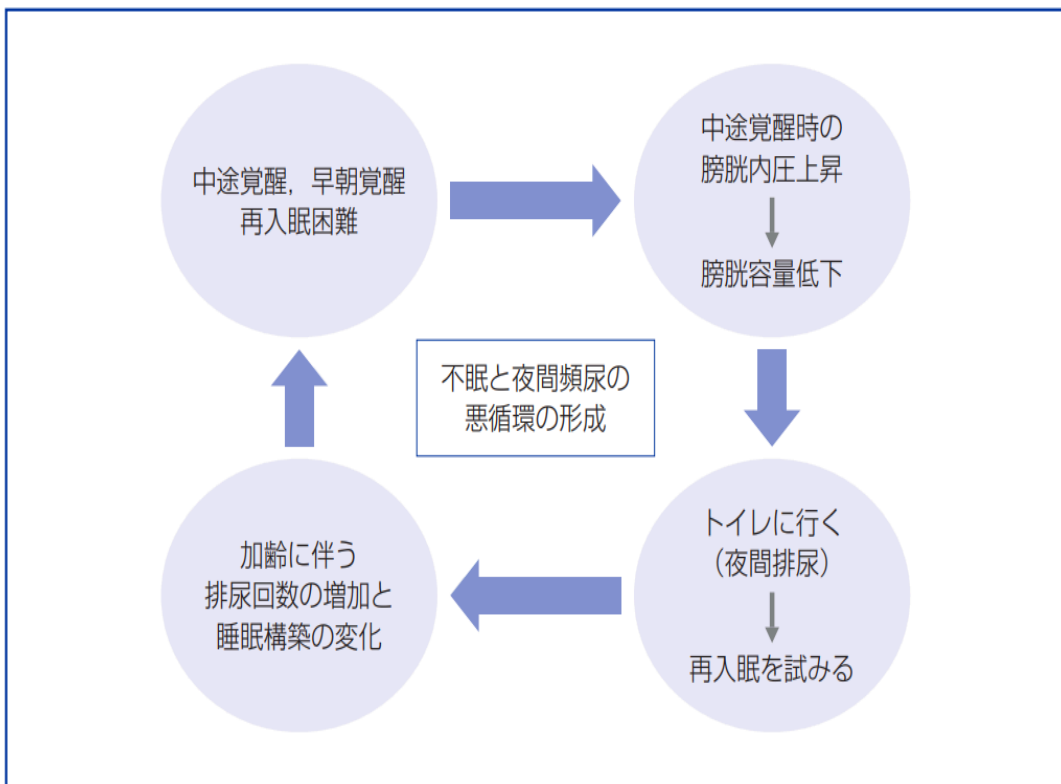 中途覚醒，早朝覚醒
再入眠困難
中途覚醒時の
膀胱内圧上昇
膀胱容量低下
不眠と夜間頻尿の
悪循環の形成
トイレに行く
（夜間排尿）
再入眠を試みる
加齢に伴う
排尿回数の増加と
睡眠構築の変化